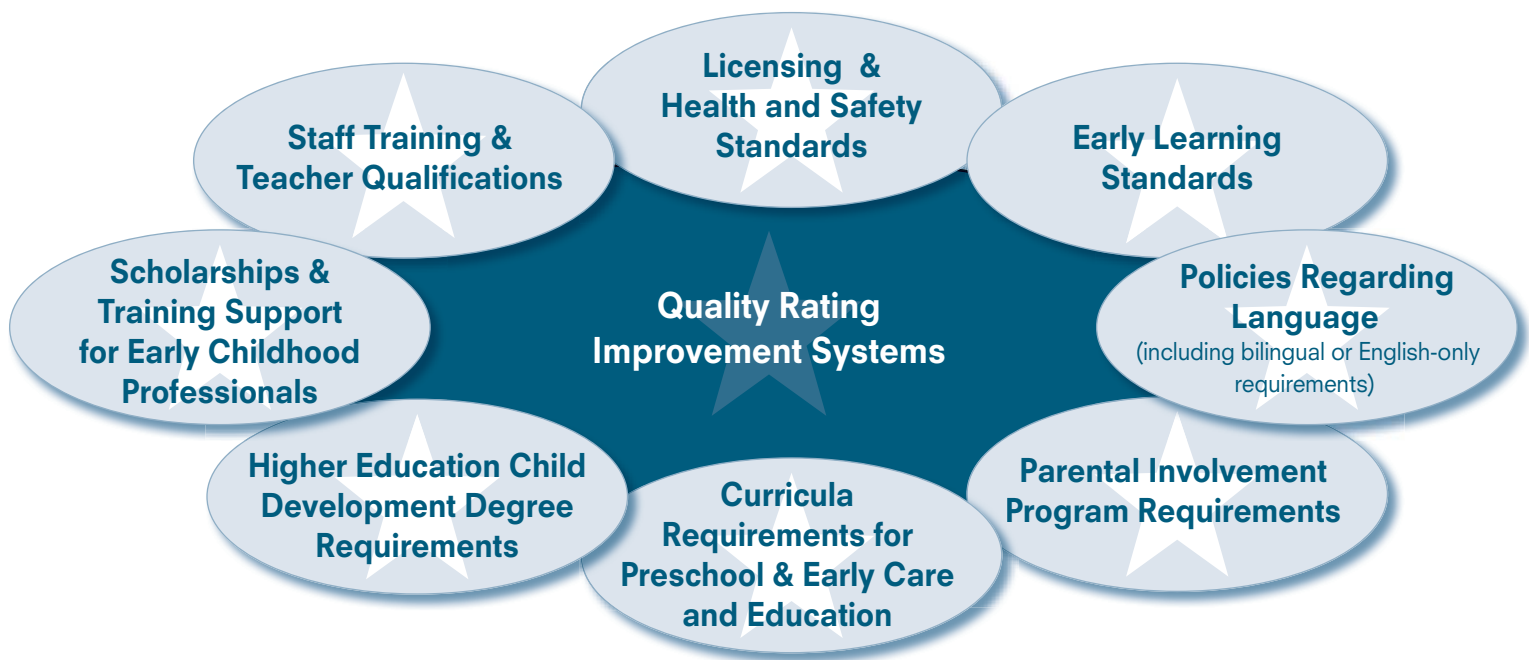 Licensing &
Health and Safety
Standards
Staff Training &
Teacher Qualifications
Early Learning
Standards
Scholarships &
Training Support
for Early Childhood
Professionals
Quality Rating
Improvement Systems
Policies Regarding
Language
(including bilingual or English-only
requirements)
Higher Education Child
Development Degree
Requirements
Curricula
Requirements for
Preschool & Early Care
and Education
Parental Involvement
Program Requirements